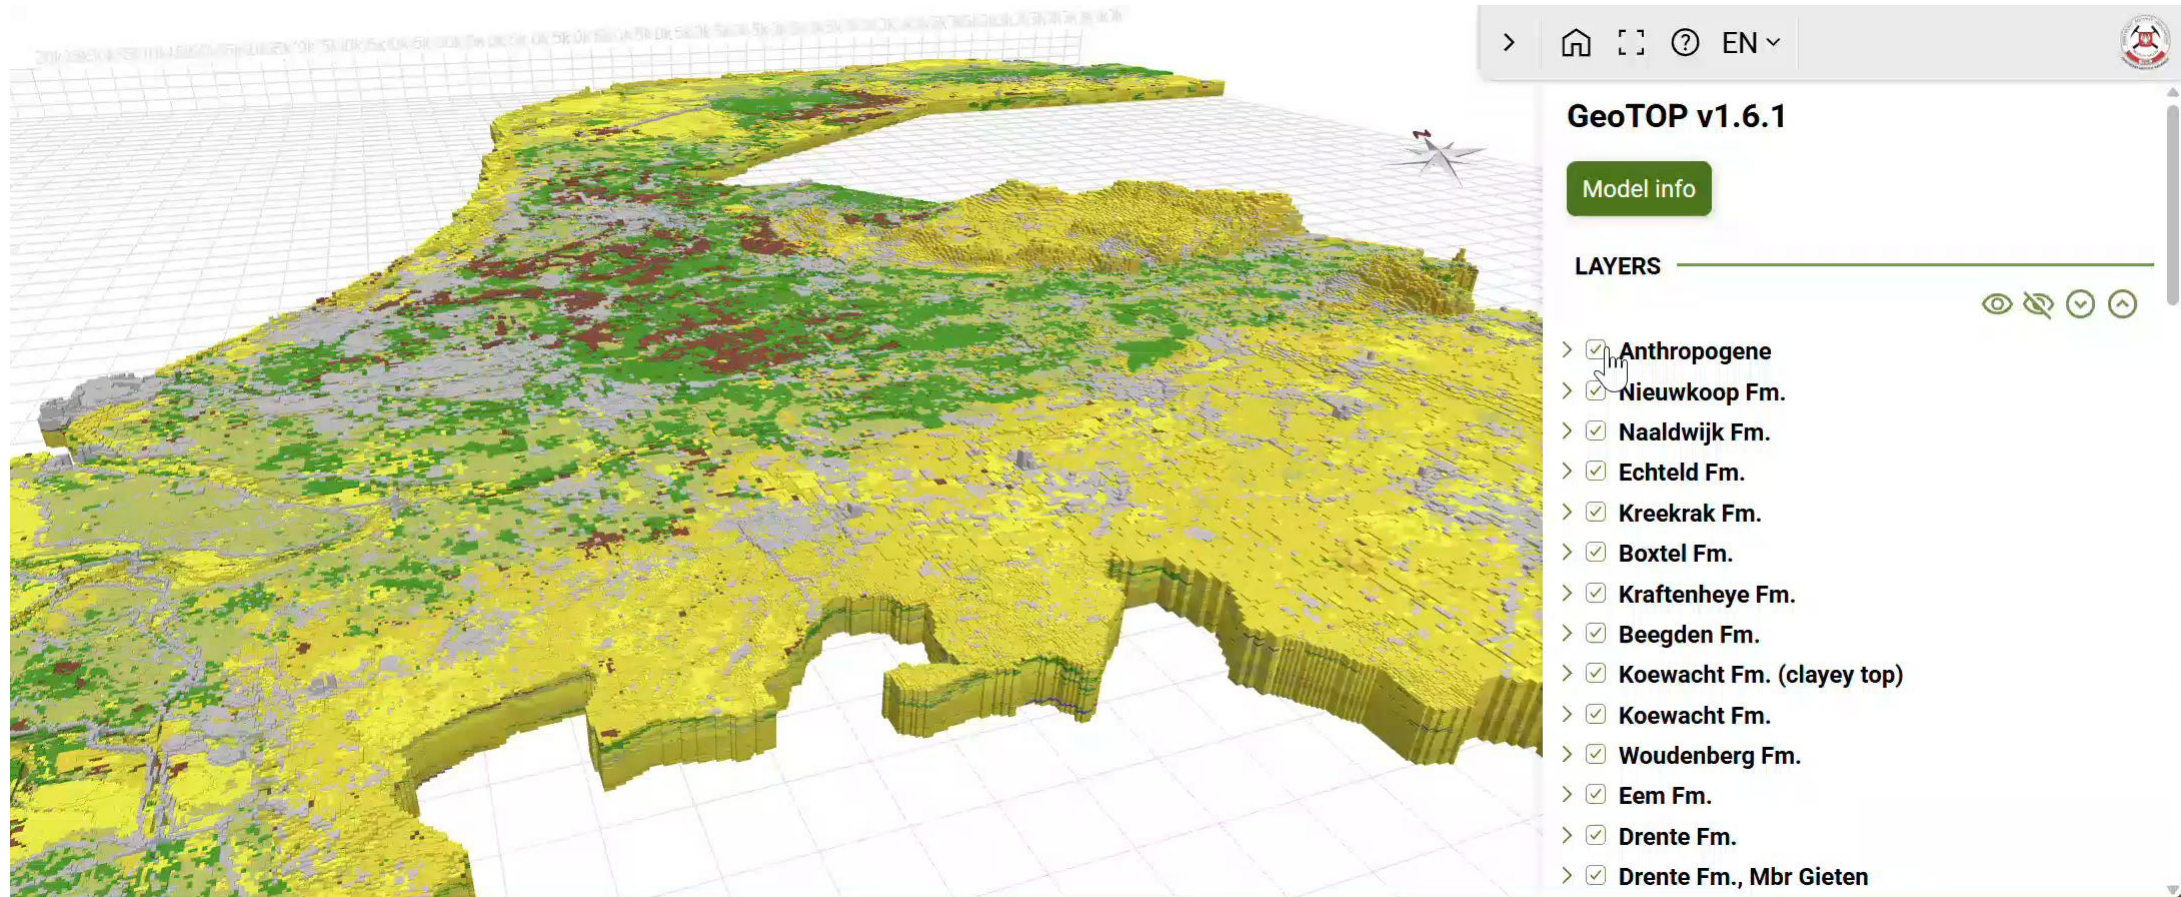 EN
GeoTOP v1.6.1
Model info
LAYERS
Anthropogene
Nieuwkoop Fm.
Naaldwijk Fm.
Echteld Fm.
Kreekrak Fm.
Boxtel Fm.
Kraftenheye Fm.
Beegden Fm.
Koewacht Fm. (clayey top)
Koewacht Fm.
Woudenberg Fm.
Eem Fm.
Drente Fm.
Drente Fm., Mbr Gieten